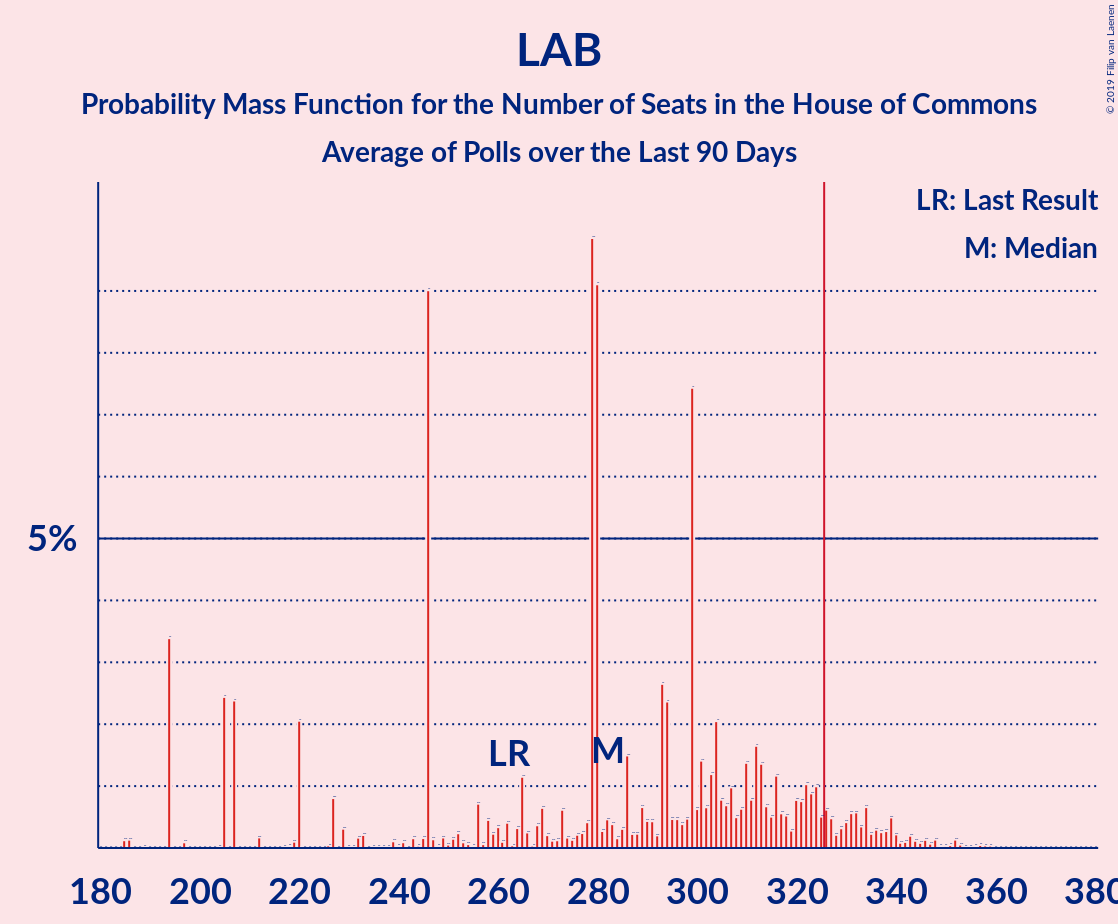 LAB
Probability Mass Function for the Number of Seats in the House of Commons
Average of Polls over the Last 90 Days
© 2019 Filip van Laenen
LR: Last Result
M: Median
5%
LR
M
180 200 220 240 260 280 300 320 340 360 380